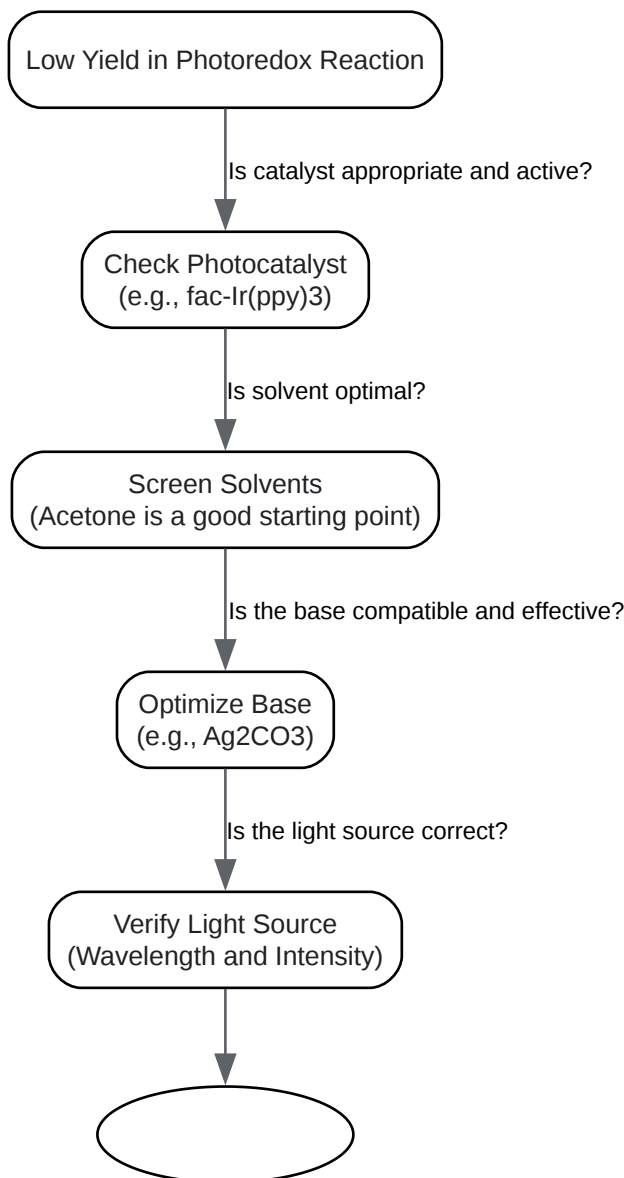 Low Yield in Photoredox Reaction
Is catalyst appropriate and active?
Check Photocatalyst
(e.g., fac-Ir(ppy)3)
Is solvent optimal?
Screen Solvents
(Acetone is a good starting point)
Is the base compatible and effective?
Optimize Base
(e.g., Ag2CO3)
Is the light source correct?
Verify Light Source
(Wavelength and Intensity)